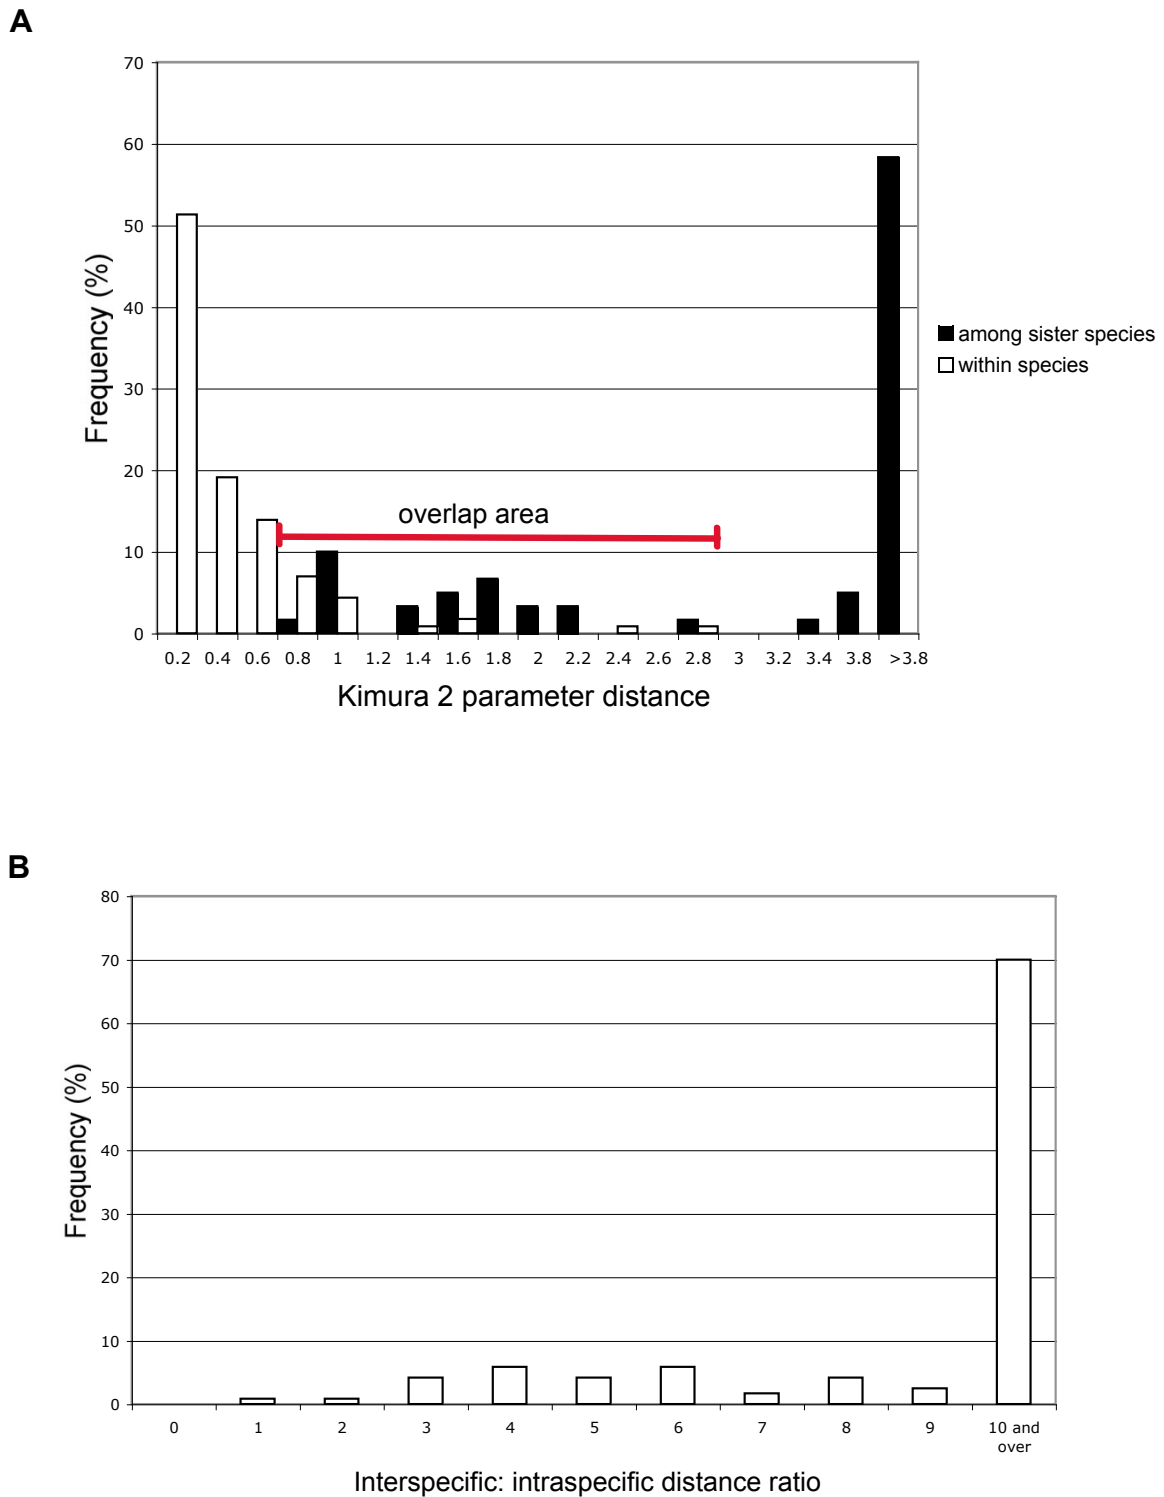 A
70
60
50
40
30
20
10
0
Frequency (%)
overlap area
among sister species
within species
0.2 0.4 0.6 0.8 1 1.2 1.4 1.6 1.8 2 2.2 2.4 2.6 2.8 3 3.2 3.4 3.8 >3.8
Kimura 2 parameter distance
B
80
70
60
50
40
30
20
10
0
Frequency (%)
0 1 2 3 4 5 6 7 8 9 10 and
over
Interspecific: intraspecific distance ratio